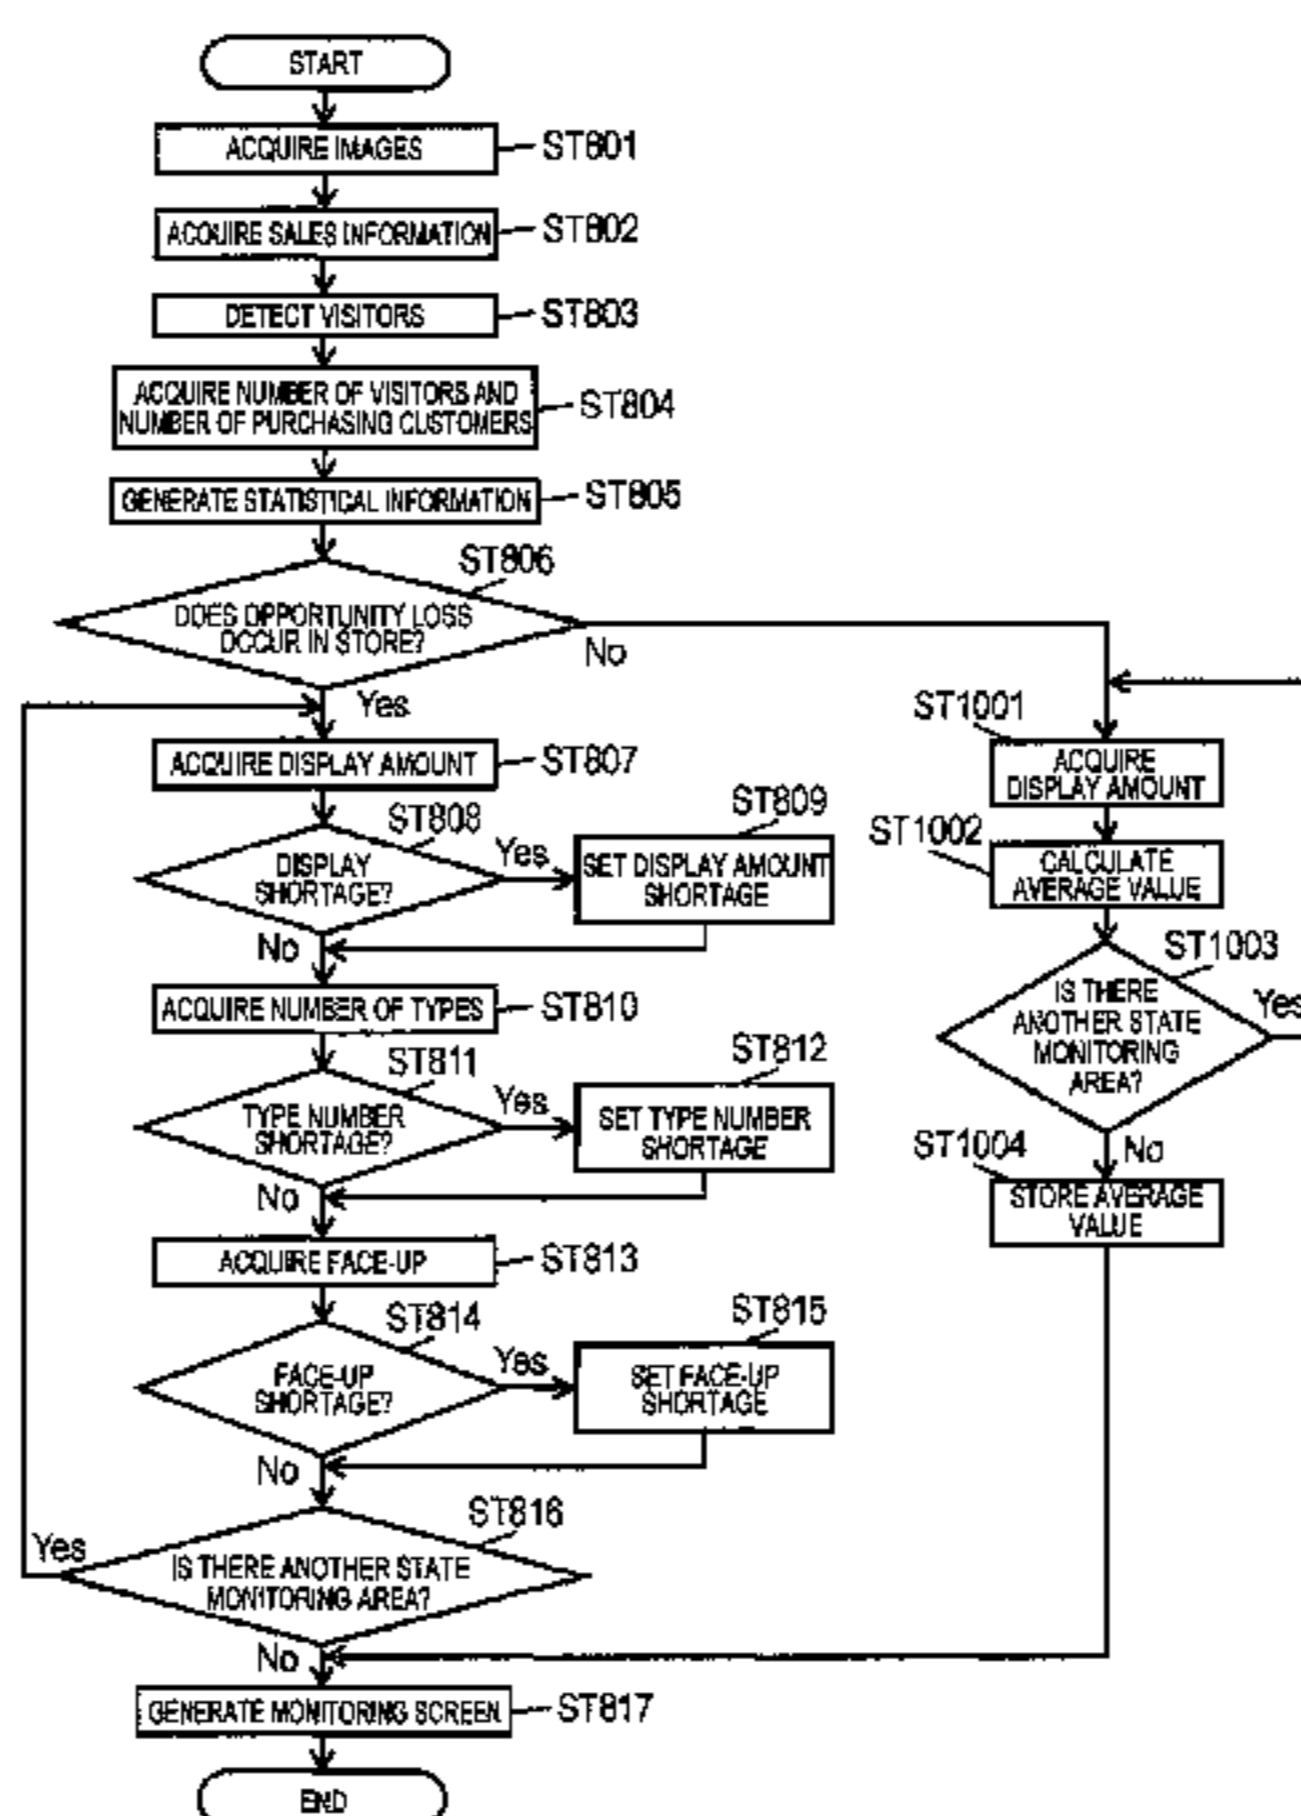 START
ACQUIRE IMAGES
ST801
ACQUIRE SALES INFORMATION
ST802
DETECT VISITORS
ST803
ACQUIRE NUMBER OF VISITORS AND
NUMBER OF PURCHASING CUSTOMERS
ST804
GENERATE STATISTICAL INFORMATION
ST805
ST806
DOES OPPORTUNITY LOSS
OCCUR IN STORE?
No
Yes
ACQUIRE DISPLAY AMOUNT
ST807
ST808
DISPLAY
SHORTAGE?
Yes
No
ST809
SET DISPLAY AMOUNT
SHORTAGE
ACQUIRE NUMBER OF TYPES
ST810
ST811
TYPE NUMBER
SHORTAGE?
Yes
No
ST812
SET TYPE NUMBER
SHORTAGE
ACQUIRE FACE-UP
ST813
ST814
FACE-UP
SHORTAGE?
Yes
No
ST815
SET FACE-UP
SHORTAGE
ST816
IS THERE ANOTHER STATE
MONITORING AREA?
Yes
No
GENERATE MONITORING SCREEN
ST817
END
ST1001
ACQUIRE
DISPLAY AMOUNT
ST1002
CALCULATE
AVERAGE VALUE
ST1003
IS THERE
ANOTHER STATE
MONITORING
AREA?
Yes
No
ST1004
STORE AVERAGE
VALUE